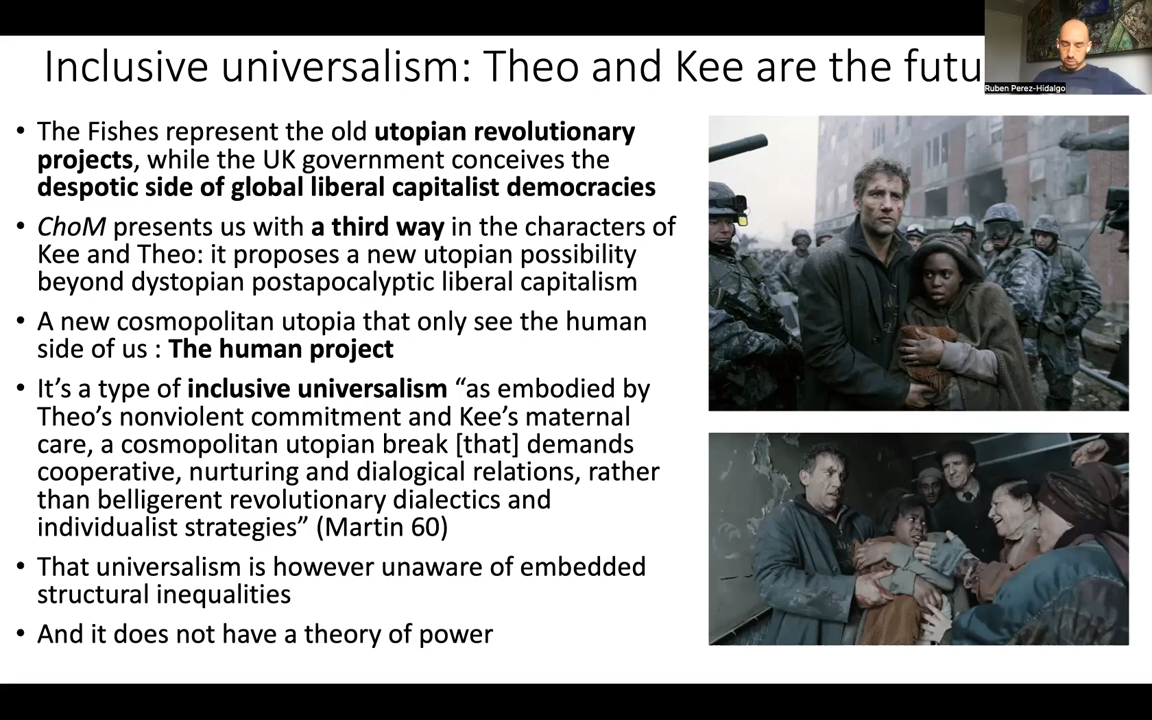 Inclusive universalism: Theo and Kee are the futu
Ruben Perez-Hidalgo
• The Fishes represent the old utopian revolutionary
projects, while the UK government conceives the
despotic side of global liberal capitalist democracies
• ChoM presents us with a third way in the characters of
Kee and Theo: it proposes a new utopian possibility
beyond dystopian postapocalyptic liberal capitalism
• A new cosmopolitan utopia that only see the human
side of us : The human project
• It’s a type of inclusive universalism “as embodied by
Theo’s nonviolent commitment and Kee’s maternal
care, a cosmopolitan utopian break [that] demands
cooperative, nurturing and dialogical relations, rather
than belligerent revolutionary dialectics and
individualist strategies” (Martin 60)
• That universalism is however unaware of embedded
structural inequalities
• And it does not have a theory of power